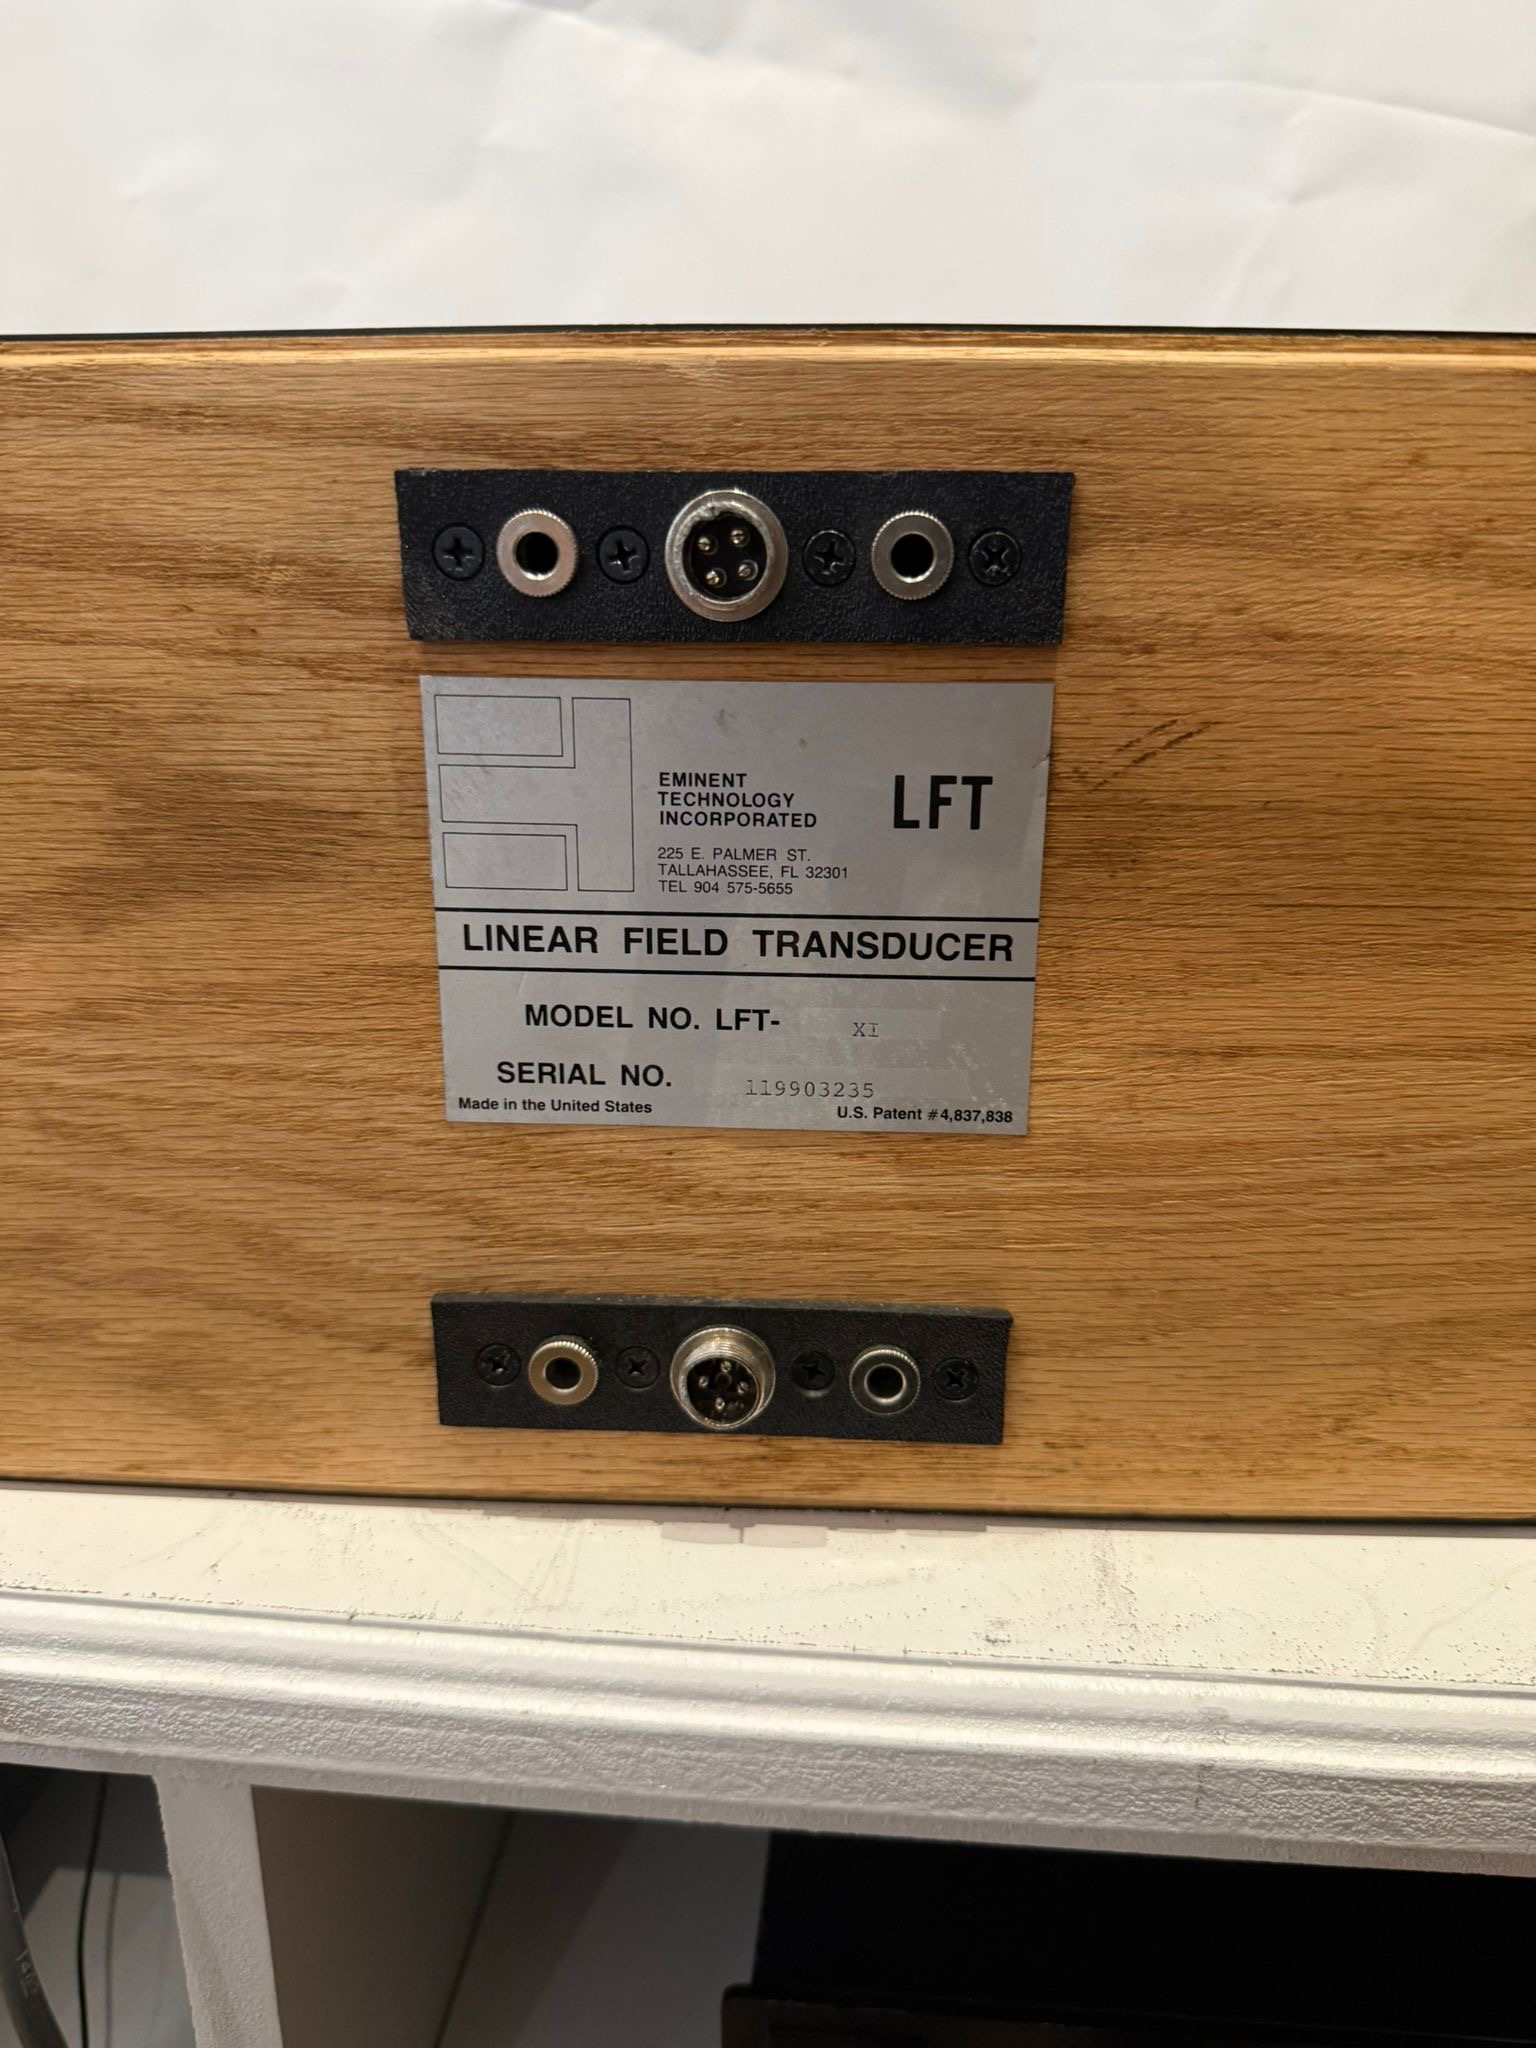 EMINENT
TECHNOLOGY
INCORPORATED
LFT
225 E. PALMER ST.
TALLAHASSEE, FL 32301
TEL 904 575-5655
LINEAR FIELD TRANSDUCER
MODEL NO. LFT- XI
SERIAL NO. 119903235
Made in the United States
U.S. Patent #4,837,838